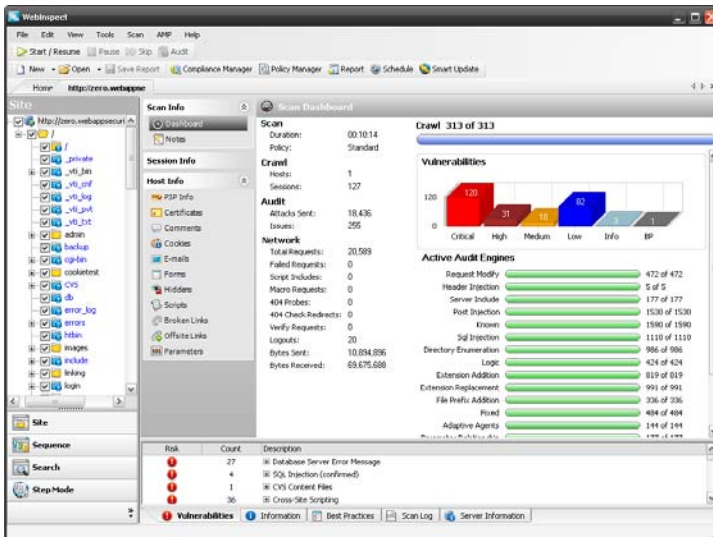 WebInspect
File Edit View Tools Scan AMP Help
Start / Resume Pause Skip Audit
New Open Save Report Compliance Manager Policy Manager Report Schedule Smart Update
Home http://zero.webappse
Site
http://zero.webappsecuri
/
/
_private
_vti_bin
_vti_cnf
_vti_log
_vti_pvt
_vti_txt
admin
backup
cgi-bin
cookietest
CVS
db
error_log
errors
htbin
images
include
linking
login
Site
Sequence
Search
Step Mode
Scan Info
Dashboard
Notes
Session Info
Host Info
P3P Info
Certificates
Comments
Cookies
E-mails
Forms
Hiddens
Scripts
Broken Links
Offsite Links
Parameters
Scan Dashboard
Scan
Duration: 00:10:14
Policy: Standard
Crawl
Hosts: 1
Sessions: 127
Audit
Attacks Sent: 18,436
Issues: 255
Network
Total Requests: 20,589
Failed Requests: 0
Script Includes: 0
Macro Requests: 0
404 Probes: 0
404 Check Redirects: 0
Verify Requests: 0
Logouts: 20
Bytes Sent: 10,894,896
Bytes Received: 69,675,688
Crawl 313 of 313
Vulnerabilities
120
0
120 31 18 82 3 1
Critical High Medium Low Info BP
Active Audit Engines
Request Modify 472 of 472
Header Injection 5 of 5
Server Include 177 of 177
Post Injection 1530 of 1530
Known 1590 of 1590
Sql Injection 1110 of 1110
Directory Enumeration 986 of 986
Logic 424 of 424
Extension Addition 819 of 819
Extension Replacement 991 of 991
File Prefix Addition 336 of 336
Fixed 484 of 484
Adaptive Agents 144 of 144
Risk Count Description
27 Database Server Error Message
4 SQL Injection (confirmed)
1 CVS Content Files
36 Cross-Site Scripting
Vulnerabilities Information Best Practices Scan Log Server Information